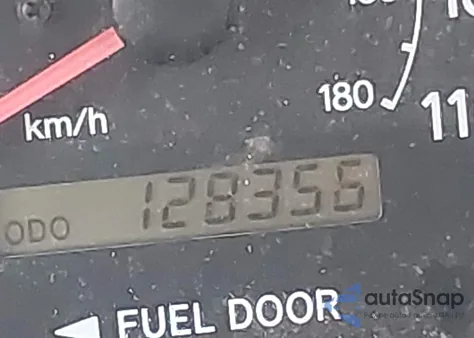 180
11
km/h
ODO 128356
FUEL DOOR
autoSnap